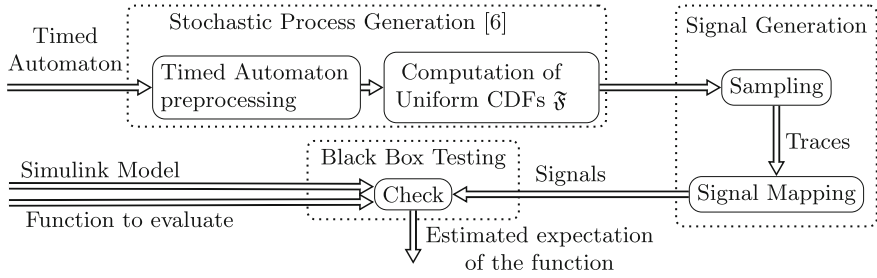 Stochastic Process Generation [6]
Signal Generation
Timed
Automaton
Timed Automaton
preprocessing
Computation of
Uniform CDFs 𝔉
Sampling
Traces
Signal Mapping
Signals
Black Box Testing
Simulink Model
Check
Function to evaluate
Estimated expectation
of the function